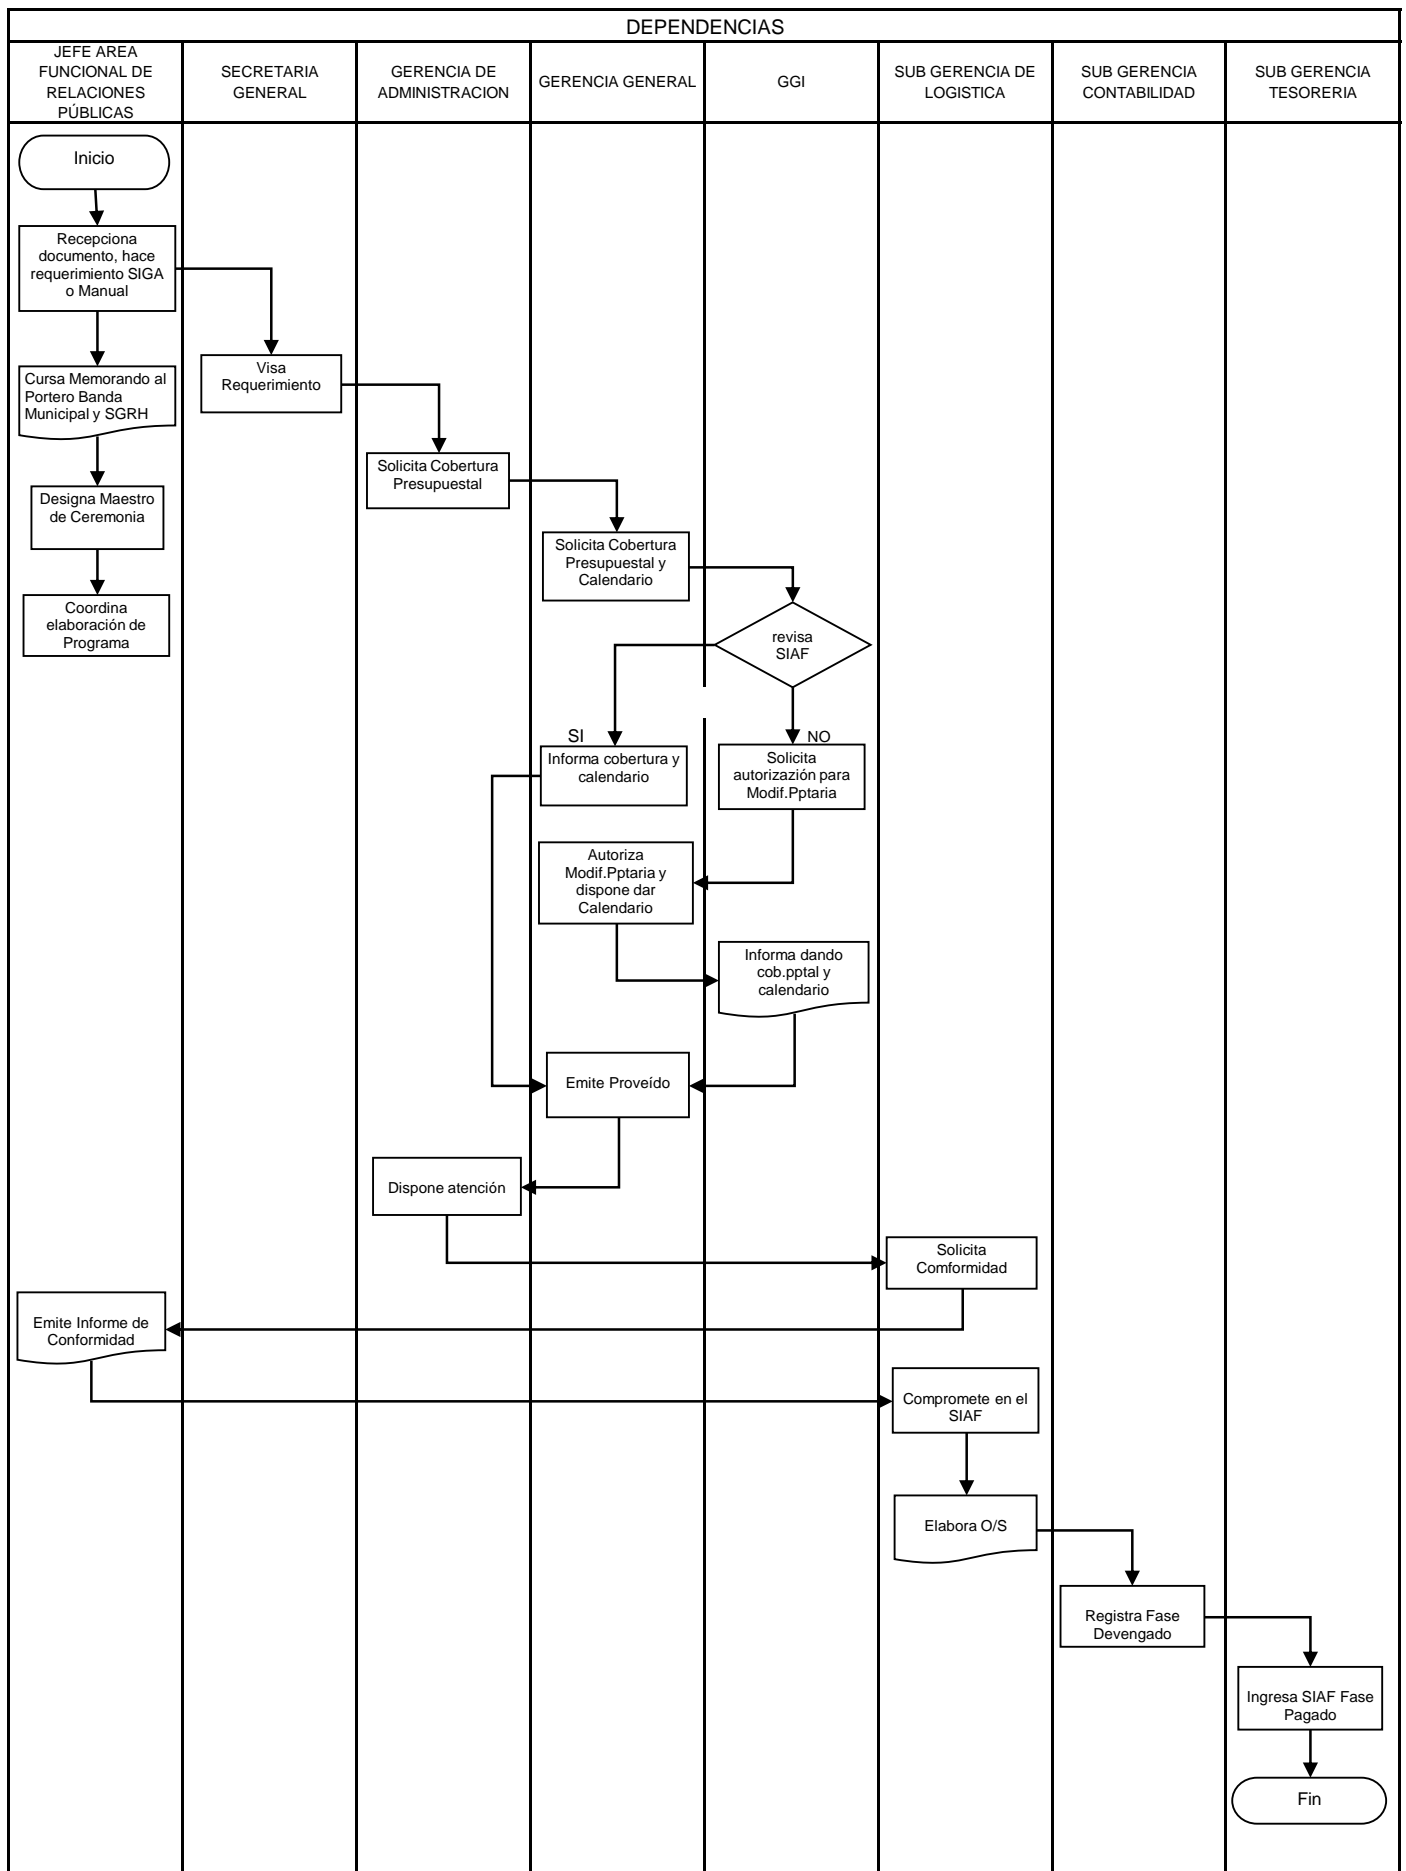 DEPENDENCIAS
JEFE AREA
FUNCIONAL DE
RELACIONES
PÚBLICAS
SECRETARIA
GENERAL
GERENCIA DE
ADMINISTRACION
GERENCIA GENERAL
GGI
SUB GERENCIA DE
LOGISTICA
SUB GERENCIA
CONTABILIDAD
SUB GERENCIA
TESORERIA
Inicio
Recepciona
documento, hace
requerimiento SIGA
o Manual
Cursa Memorando al
Portero Banda
Municipal y SGRH
Visa
Requerimiento
Solicita Cobertura
Presupuestal
Designa Maestro
de Ceremonia
Solicita Cobertura
Presupuestal y
Calendario
Coordina
elaboración de
Programa
revisa
SIAF
SI
NO
Informa cobertura y
calendario
Solicita
autorizazión para
Modif.Pptaria
Autoriza
Modif.Pptaria y
dispone dar
Calendario
Informa dando
cob.pptal y
calendario
Emite Proveído
Dispone atención
Solicita
Comformidad
Emite Informe de
Conformidad
Compromete en el
SIAF
Elabora O/S
Registra Fase
Devengado
Ingresa SIAF Fase
Pagado
Fin